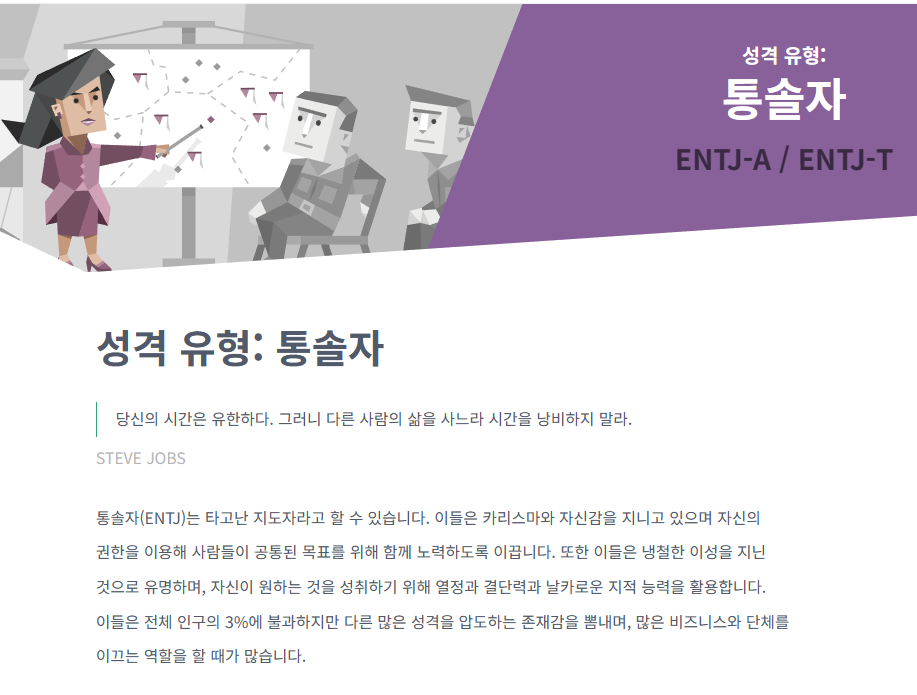 성격 유형:
통솔자
ENTJ-A / ENTJ-T
성격 유형: 통솔자
당신의 시간은 유한하다. 그러니 다른 사람의 삶을 사느라 시간을 낭비하지 말라.
STEVE JOBS
통솔자(ENTJ)는 타고난 지도자라고 할 수 있습니다. 이들은 카리스마와 자신감을 지니고 있으며 자신의
권한을 이용해 사람들이 공통된 목표를 위해 함께 노력하도록 이끕니다. 또한 이들은 냉철한 이성을 지닌
것으로 유명하며, 자신이 원하는 것을 성취하기 위해 열정과 결단력과 날카로운 지적 능력을 활용합니다.
이들은 전체 인구의 3%에 불과하지만 다른 많은 성격을 압도하는 존재감을 뽐내며, 많은 비즈니스와 단체를
이끄는 역할을 할 때가 많습니다.